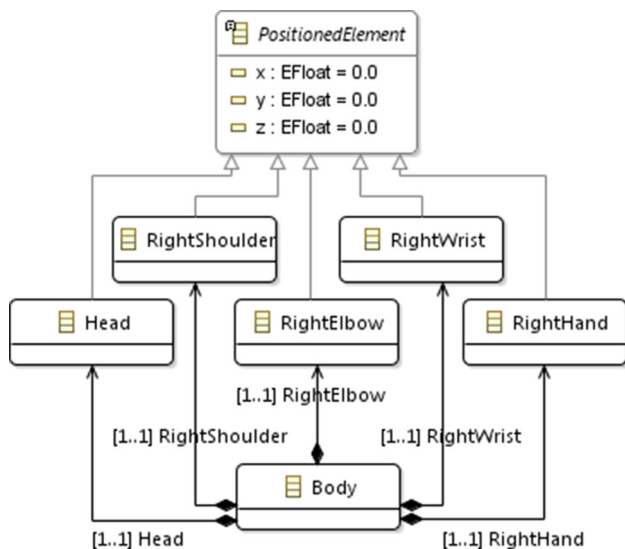 PositionedElement
x : EFloat = 0.0
y : EFloat = 0.0
z : EFloat = 0.0
RightShoulder
RightWrist
Head
RightElbow
RightHand
[1..1] RightElbow
[1..1] RightShoulder
[1..1] RightWrist
Body
[1..1] Head
[1..1] RightHand